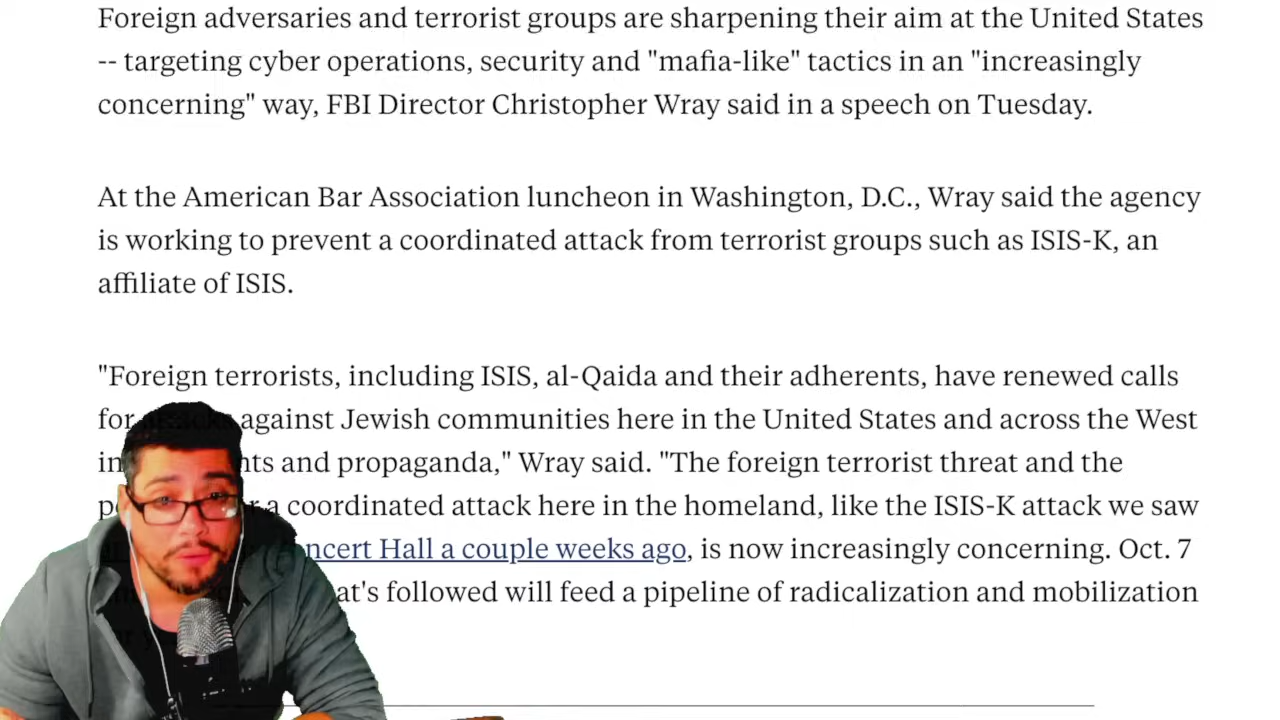 Foreign adversaries and terrorist groups are sharpening their aim at the United States
-- targeting cyber operations, security and "mafia-like" tactics in an "increasingly
concerning" way, FBI Director Christopher Wray said in a speech on Tuesday.
At the American Bar Association luncheon in Washington, D.C., Wray said the agency
is working to prevent a coordinated attack from terrorist groups such as ISIS-K, an
affiliate of ISIS.
"Foreign terrorists, including ISIS, al-Qaida and their adherents, have renewed calls
for attacks against Jewish communities here in the United States and across the West
and propaganda," Wray said. "The foreign terrorist threat and the
a coordinated attack here in the homeland, like the ISIS-K attack we saw
Hall a couple weeks ago, is now increasingly concerning. Oct. 7
followed will feed a pipeline of radicalization and mobilization